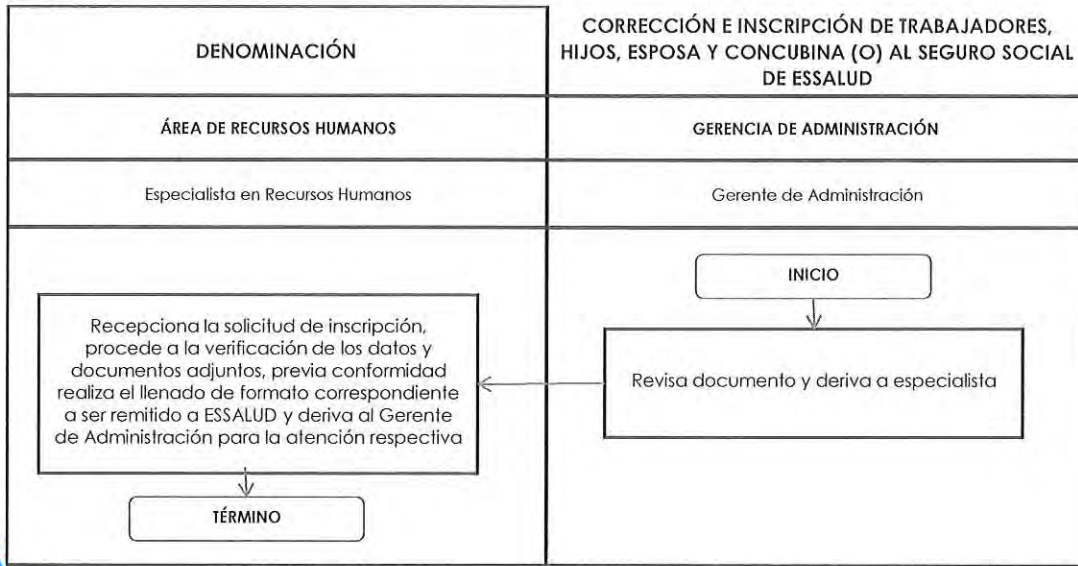 DENOMINACIÓN
CORRECCIÓN E INSCRIPCIÓN DE TRABAJADORES,
HIJOS, ESPOSA Y CONCUBINA (O) AL SEGURO SOCIAL
DE ESSALUD
ÁREA DE RECURSOS HUMANOS
GERENCIA DE ADMINISTRACIÓN
Especialista en Recursos Humanos
Gerente de Administración
INICIO
Revisa documento y deriva a especialista
Recepciona la solicitud de inscripción,
procede a la verificación de los datos y
documentos adjuntos, previa conformidad
realiza el llenado de formato correspondiente
a ser remitido a ESSALUD y deriva al Gerente
de Administración para la atención respectiva
TÉRMINO